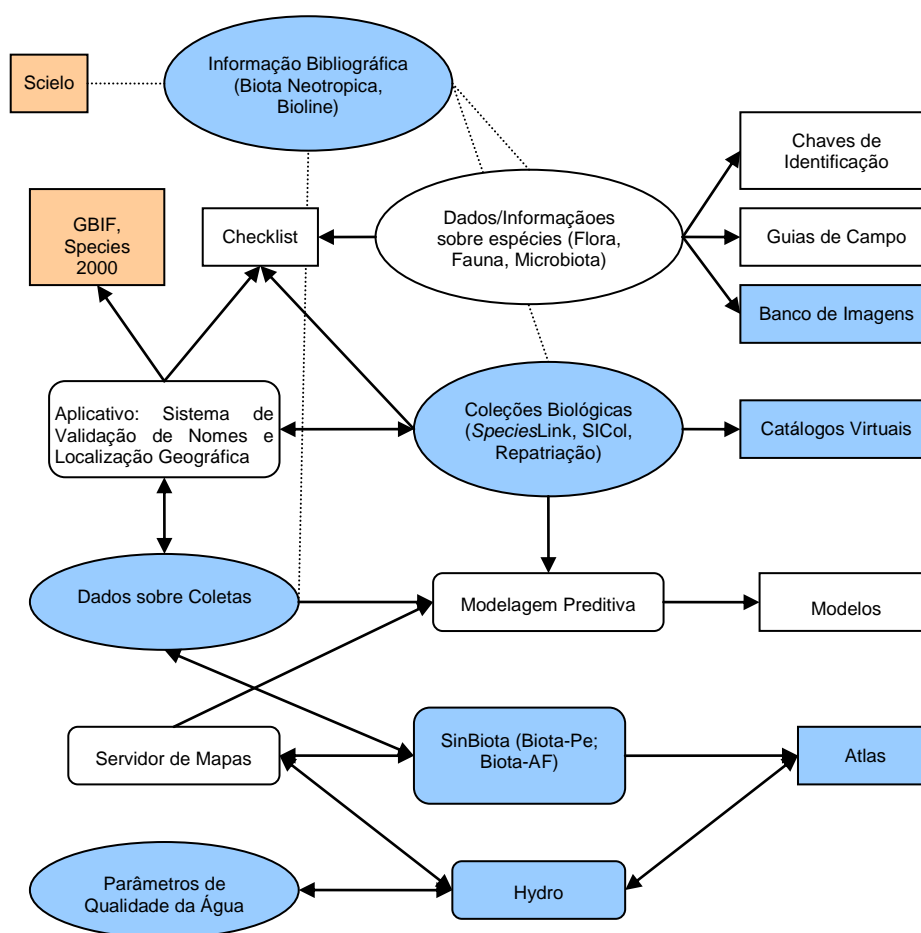 Informação Bibliográfica
(Biota Neotropica,
Bioline)
Scielo
Chaves de
Identificação
GBIF,
Species
2000
Checklist
Dados/Informaçãoes
sobre espécies (Flora,
Fauna, Microbiota)
Guias de Campo
Banco de Imagens
Aplicativo: Sistema de
Validação de Nomes e
Localização Geográfica
Coleções Biológicas
(SpeciesLink, SICol,
Repatriação)
Catálogos Virtuais
Dados sobre Coletas
Modelagem Preditiva
Modelos
Servidor de Mapas
SinBiota (Biota-Pe;
Biota-AF)
Atlas
Parâmetros de
Qualidade da Água
Hydro